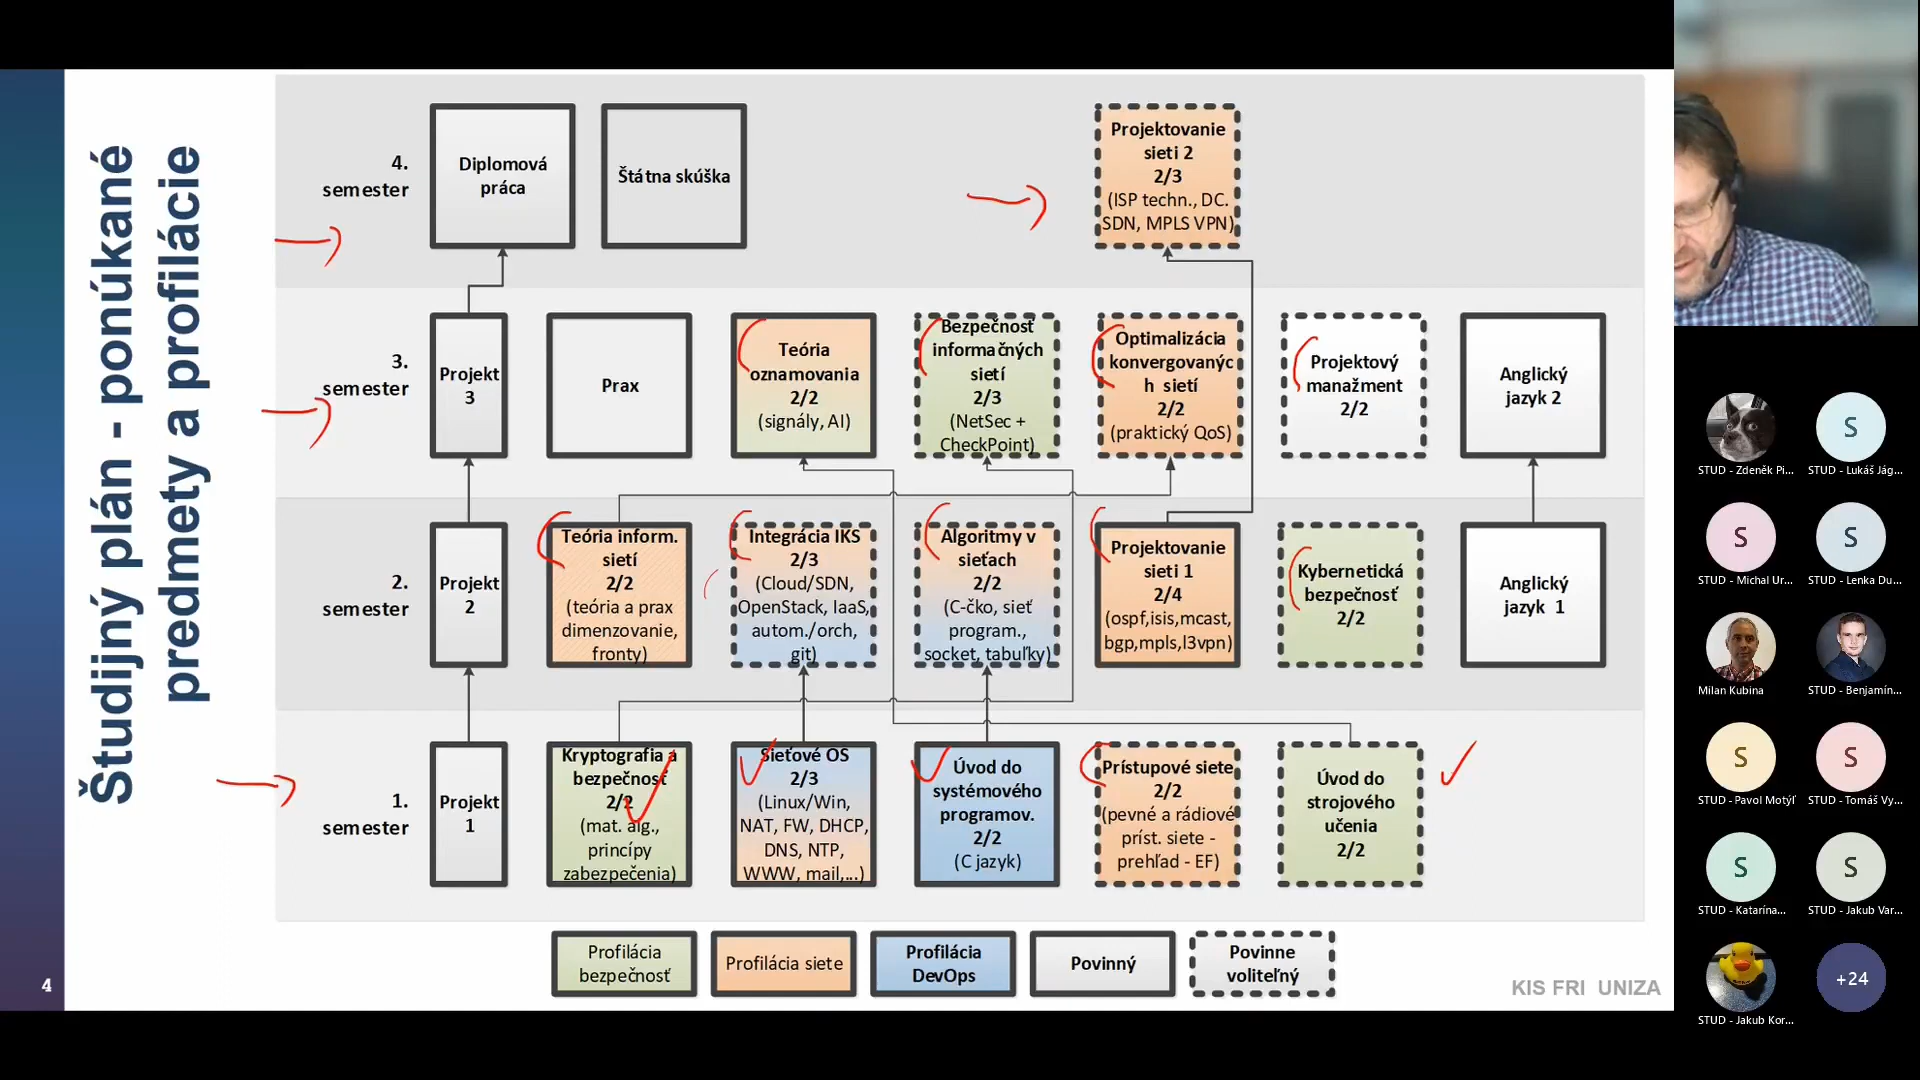 Študijný plán - ponúkané
predmety a profilácie
4
4.
semester
Diplomová
práca
Štátna skúška
Projektovanie
sieti 2
2/3
(ISP techn., DC.
SDN, MPLS VPN)
3.
semester
Projekt
3
Prax
Teória
oznamovania
2/2
(signály, AI)
Bezpečnosť
informačných
sietí
2/3
(NetSec +
CheckPoint)
Optimalizácia
konvergovanýc
h sietí
2/2
(praktický QoS)
Projektový
manažment
2/2
Anglický
jazyk 2
2.
semester
Projekt
2
Teória inform.
sietí
2/2
(teória a prax
dimenzovanie,
fronty)
Integrácia IKS
2/3
(Cloud/SDN,
OpenStack, IaaS,
autom./orch,
git)
Algoritmy v
sieťach
2/2
(C-čko, sieť
program.,
socket, tabuľky)
Projektovanie
sieti 1
2/4
(ospf,isis,mcast,
bgp,mpls,l3vpn)
Kybernetická
bezpečnosť
2/2
Anglický
jazyk 1
1.
semester
Projekt
1
Kryptografia a
bezpečnosť
2/2
(mat. alg.,
princípy
zabezpečenia)
Sieťové OS
2/3
(Linux/Win,
NAT, FW, DHCP,
DNS, NTP,
WWW, mail,...)
Úvod do
systémového
programov.
2/2
(C jazyk)
Prístupové siete
2/2
(pevné a rádiové
príst. siete -
prehľad - EF)
Úvod do
strojového
učenia
2/2
Profilácia
bezpečnosť
Profilácia siete
Profilácia
DevOps
Povinný
Povinne
voliteľný
KIS FRI UNIZA
STUD - Zdeněk Pi...
S
STUD - Lukáš Jág...
S
STUD - Michal Ur...
S
STUD - Lenka Du...
Milan Kubina
STUD - Benjamín...
S
STUD - Pavol Motýľ
S
STUD - Tomáš Vy...
S
STUD - Katarína...
S
STUD - Jakub Var...
STUD - Jakub Kor...
+24